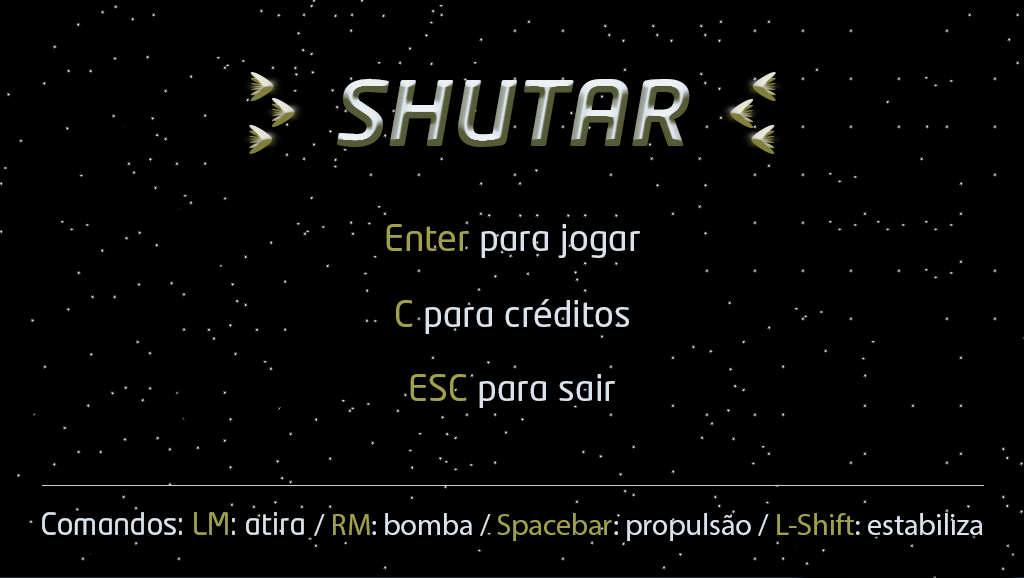 SHUTAR
Enter para jogar
C para créditos
ESC para sair
Comandos: LM: atira / RM: bomba / Spacebar: propulsão / L-Shift: estabiliza